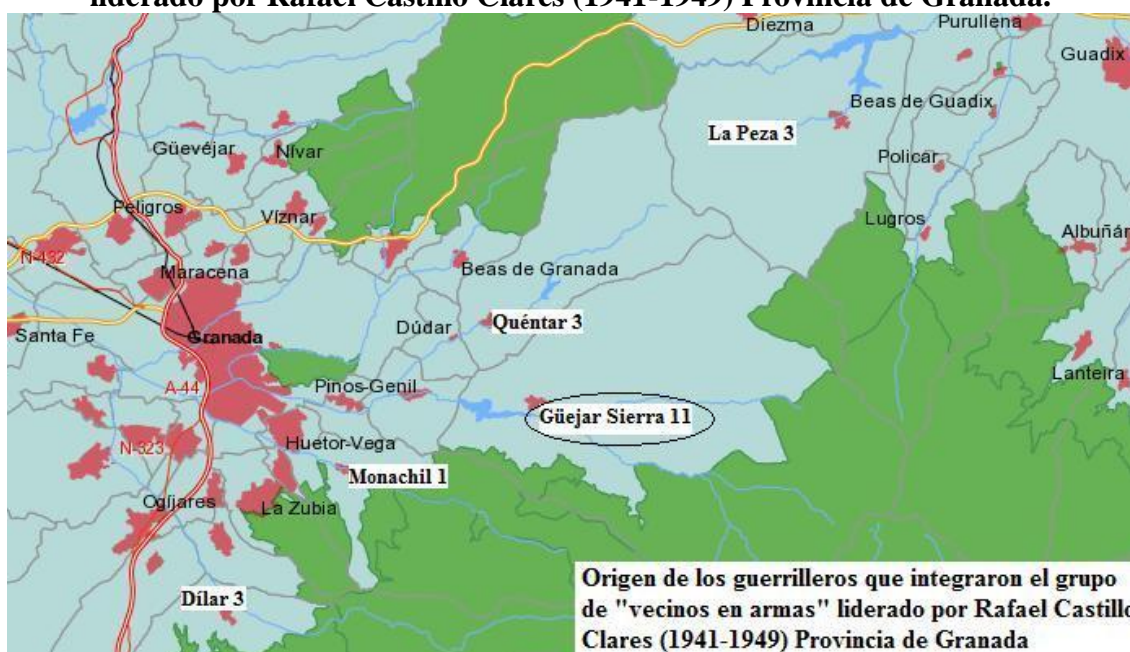 liderado por Rafael Castillo Clares (1941-1949) Provincia de Granada.
Diezma
Purullena
Guadix
Beas de Guadix
La Peza 3
Güevéjar
Nívar
Policar
Peligros
Víznar
Lugros
Albuñán
N-432
Maracena
Beas de Granada
Santa Fe
Granada
Dúdar
Quéntar 3
A-44
Pinos-Genil
Lanteira
Güejar Sierra 11
N-323
Huetor-Vega
Monachil 1
Ogíjares
La Zubia
Dílar 3
Origen de los guerrilleros que integraron el grupo
de "vecinos en armas" liderado por Rafael Castillo
Clares (1941-1949) Provincia de Granada